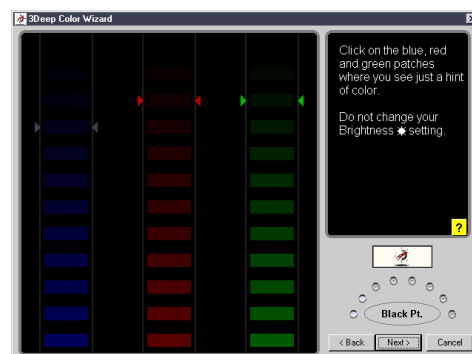 3Deep Color Wizard
Click on the blue, red
and green patches
where you see just a hint
of color.
Do not change your
Brightness setting.
?
Black Pt.
< Back Next > Cancel